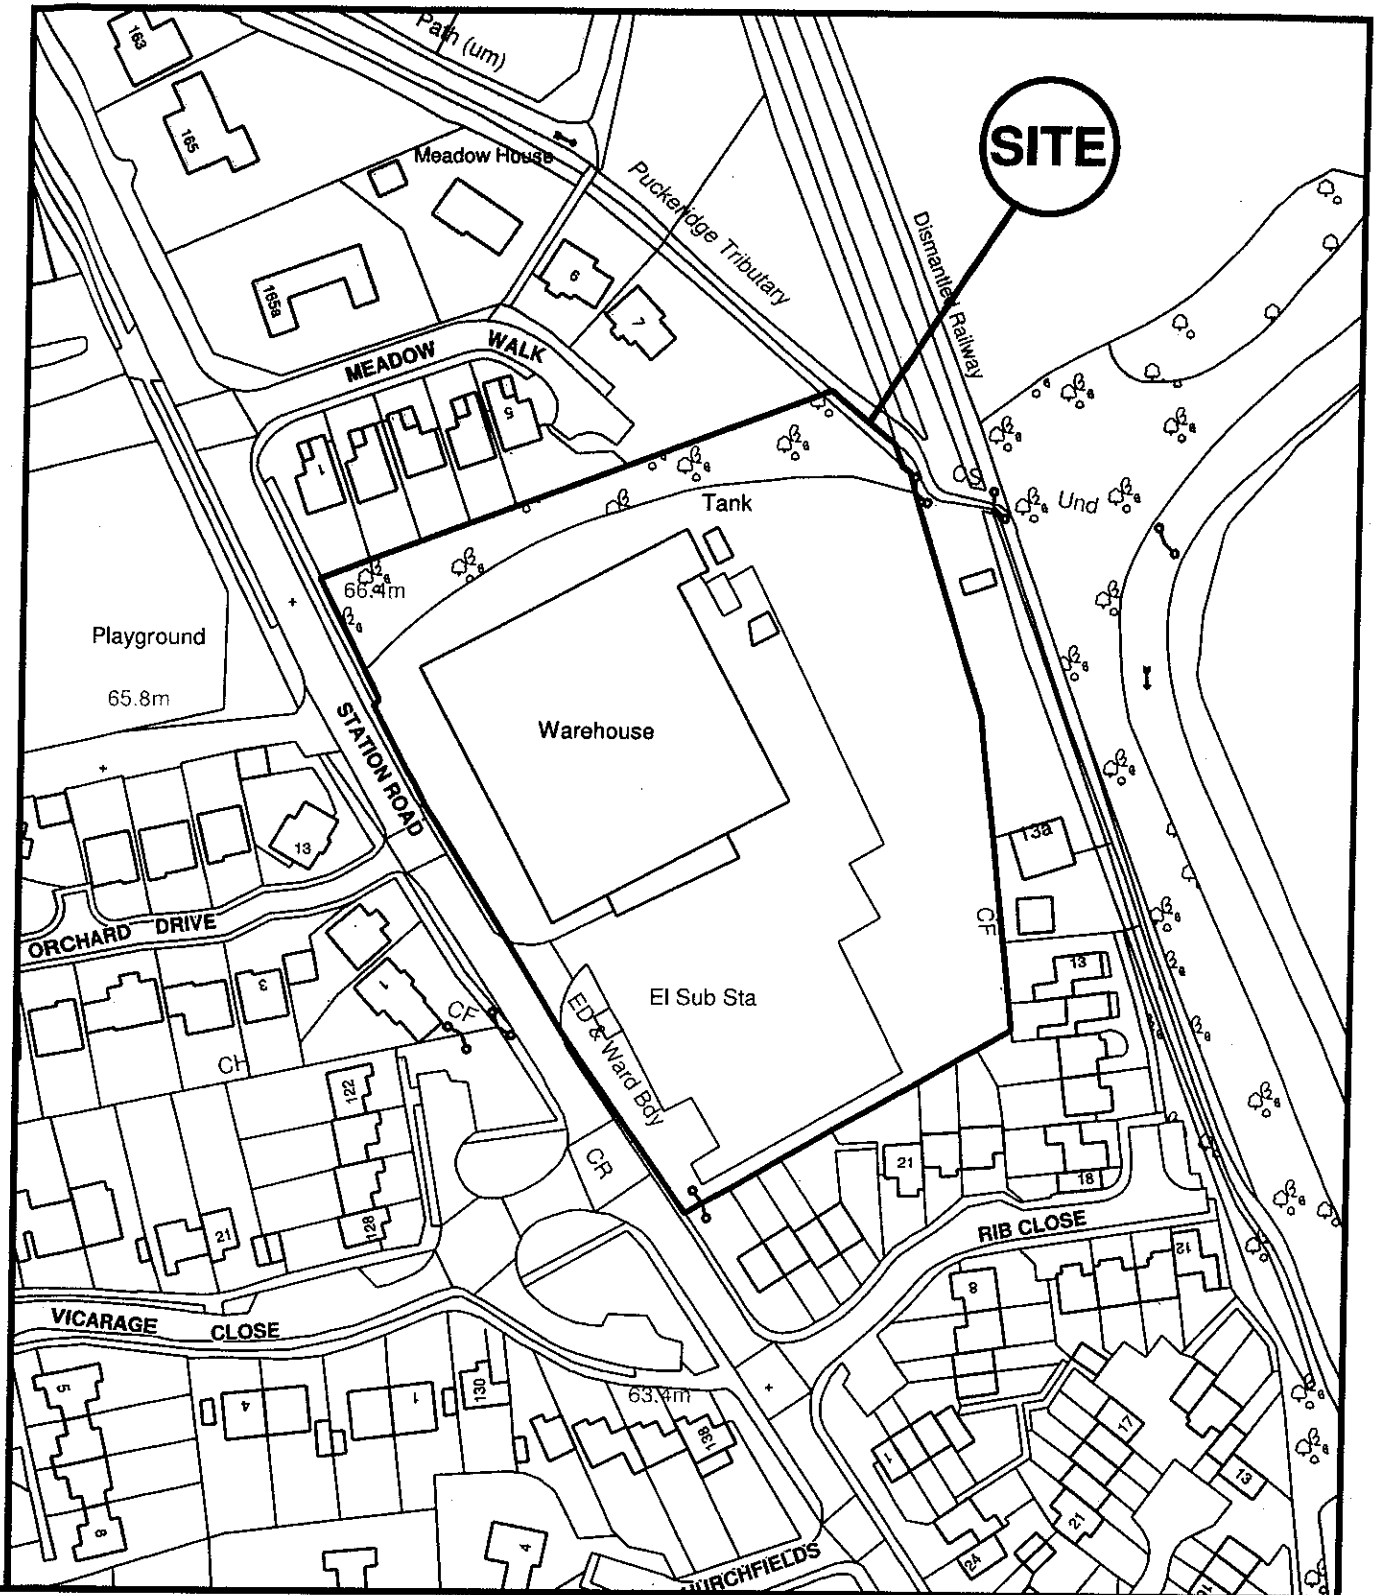 163
Path (um)
SITE
165
Meadow House
Puckeridge Tributary
Dismantled Railway
6
165a
7
MEADOW WALK
5
1
Tank
CS
Und
66.4m
Playground
65.8m
STATION ROAD
Warehouse
13
13a
ORCHARD DRIVE
CF
3
1
CF
El Sub Sta
ED & Ward Bdy
13
CH
122
CR
21
18
128
21
RIB CLOSE
12
8
VICARAGE CLOSE
5
4
1
130
63.4m
138
1
17
13
21
8
4
24
HURCHFIELDS